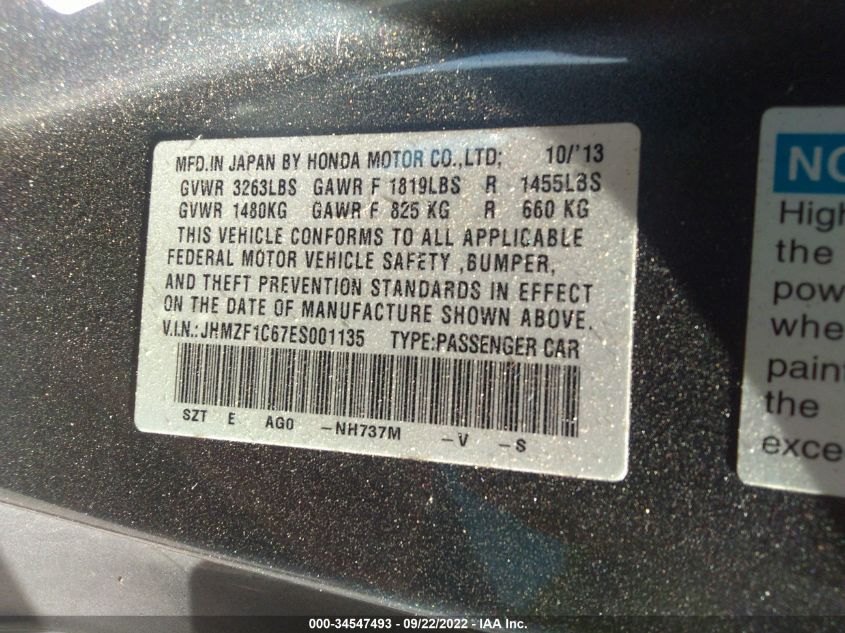 MFD.IN JAPAN BY HONDA MOTOR CO.,LTD; 10/'13
GVWR 3263LBS GAWR F 1819LBS R 1455LBS
GVWR 1480KG GAWR F 825 KG R 660 KG
THIS VEHICLE CONFORMS TO ALL APPLICABLE
FEDERAL MOTOR VEHICLE SAFETY ,BUMPER,
AND THEFT PREVENTION STANDARDS IN EFFECT
ON THE DATE OF MANUFACTURE SHOWN ABOVE.
V.I.N.:JHMZF1C67ES001135 TYPE:PASSENGER CAR
SZT E AG0 -NH737M -V -S
NO
High
the
pow
whe
pain
the
exce
000-34547493 - 09/22/2022 - IAA Inc.